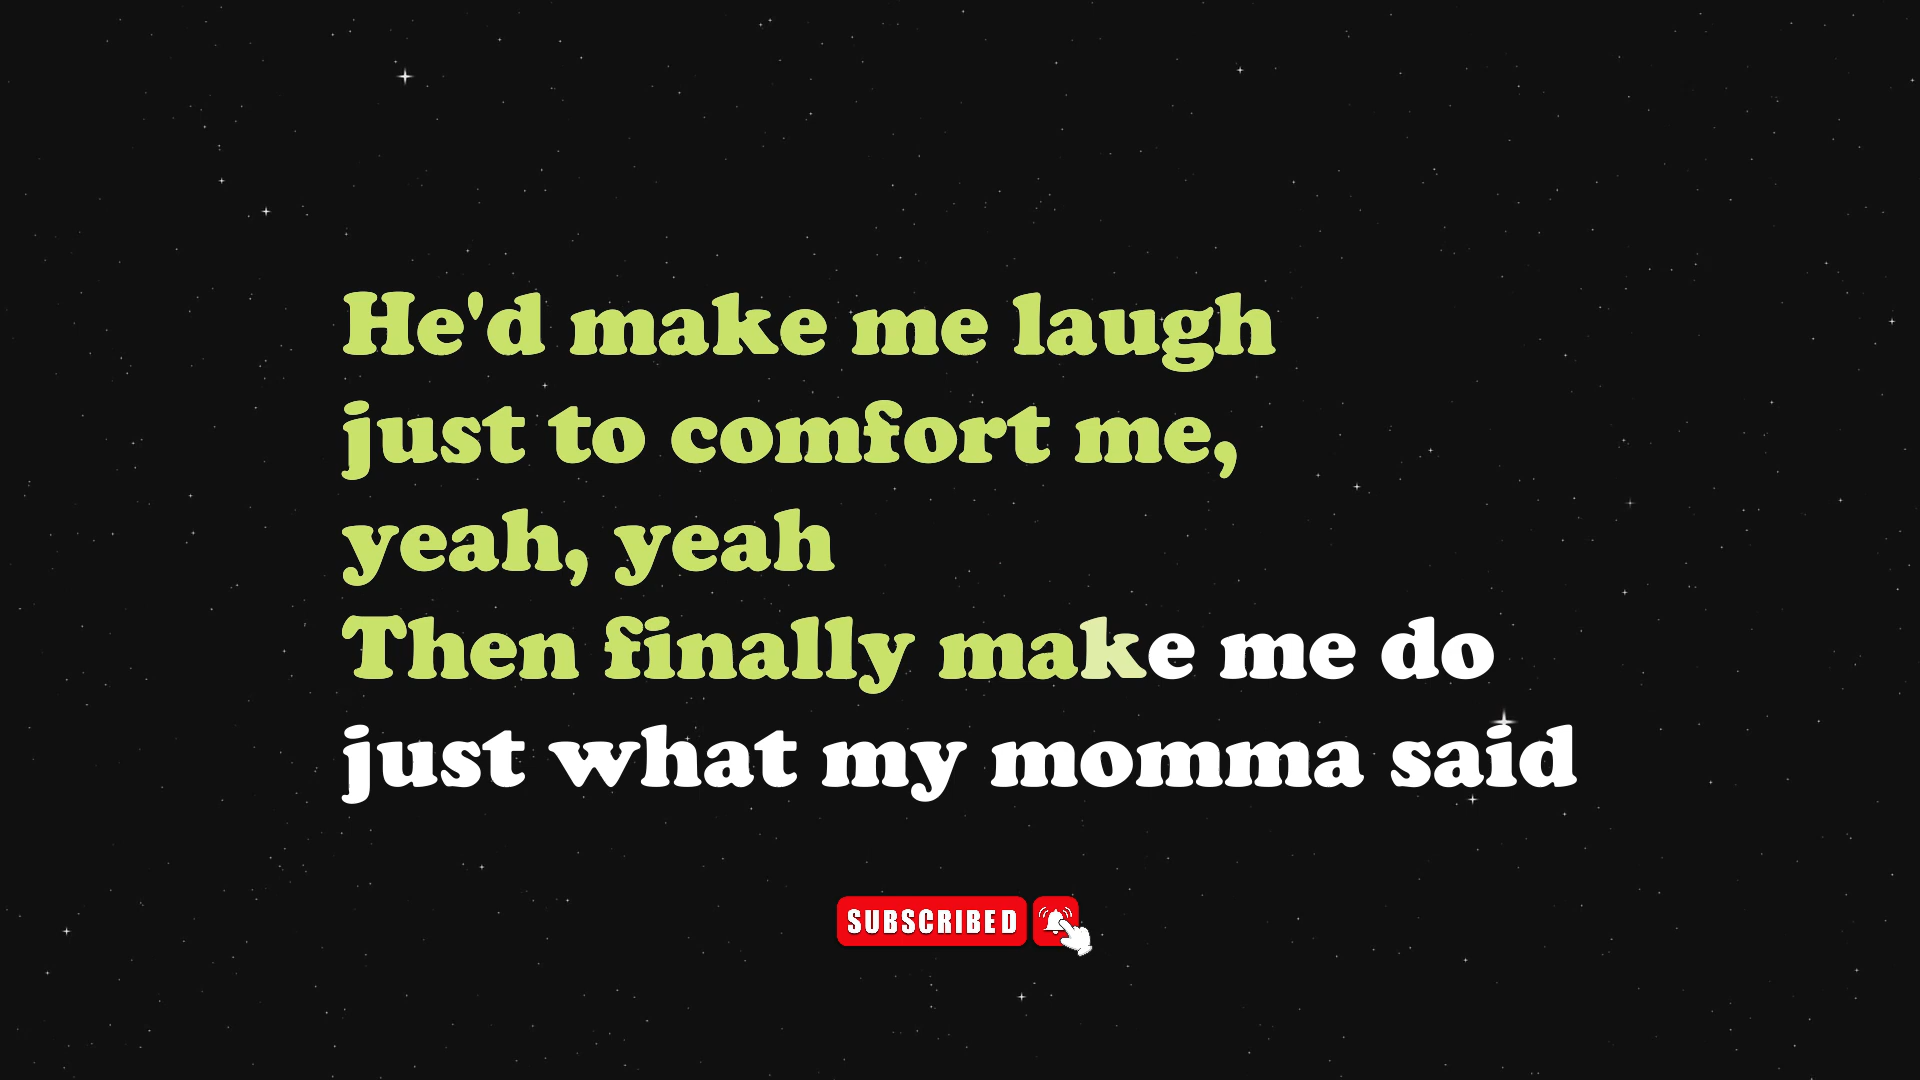 He'd make me laugh
just to comfort me,
yeah, yeah
Then finally make me do
just what my momma said
SUBSCRIBED